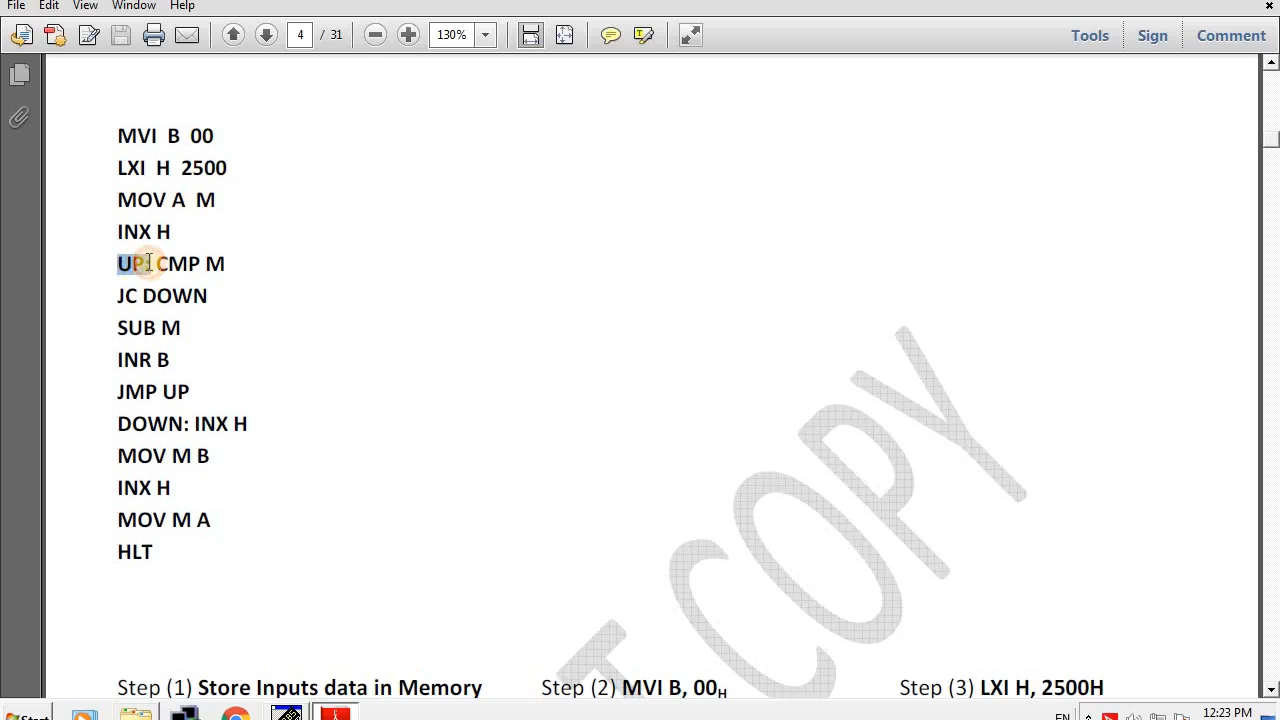 File Edit View Window Help
4 / 31 130% Tools Sign Comment
MVI B 00
LXI H 2500
MOV A M
INX H
UP: CMP M
JC DOWN
SUB M
INR B
JMP UP
DOWN: INX H
MOV M B
INX H
MOV M A
HLT
COPY
Step (1) Store Inputs data in Memory
Step (2) MVI B, 00H
Step (3) LXI H, 2500H
Start
EN
12:23 PM